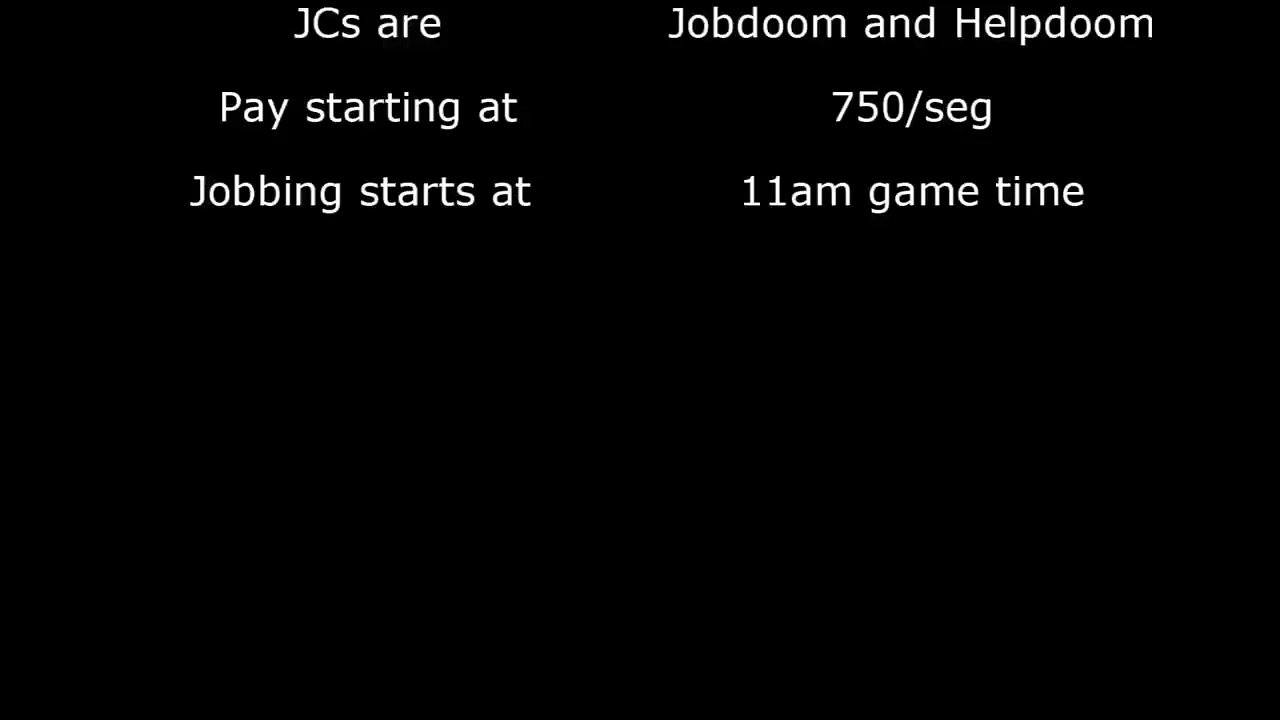 JCs are Jobdoom and Helpdoom
Pay starting at 750/seg
Jobbing starts at 11am game time